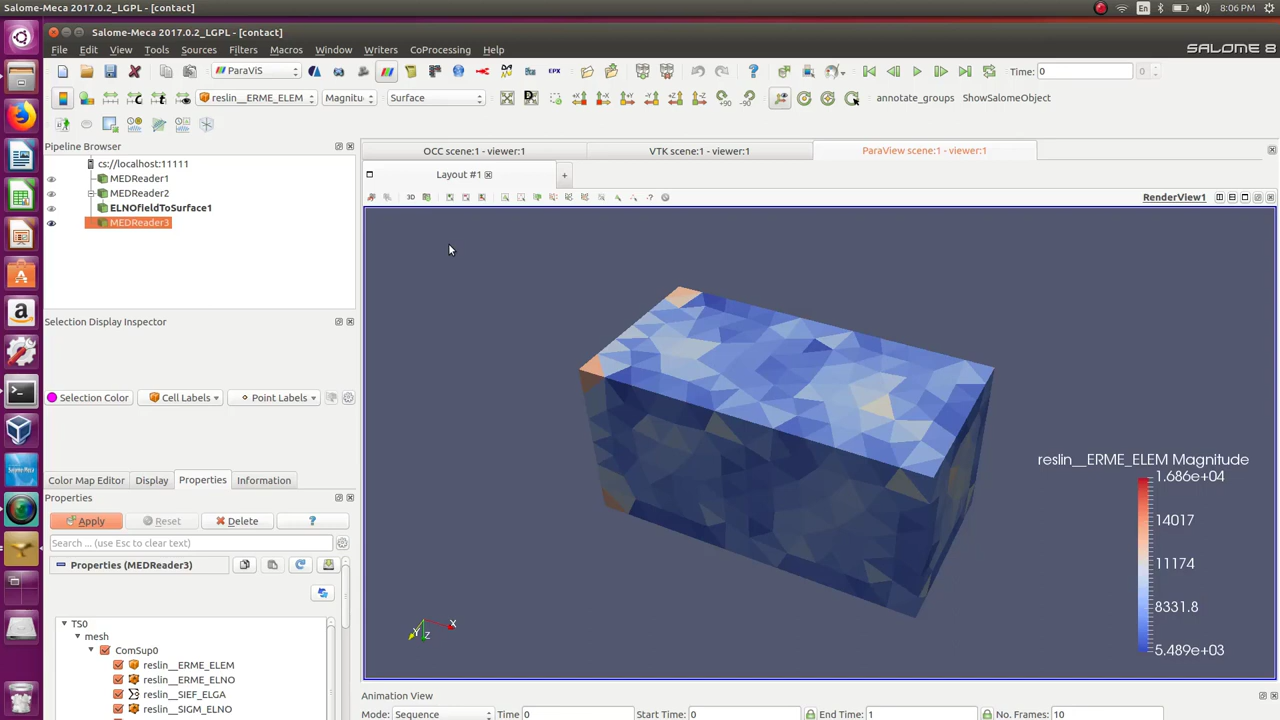 Salome-Meca 2017.0.2_LGPL - [contact]
En
8:06 PM
Salome-Meca 2017.0.2_LGPL - [contact]
File Edit View Tools Sources Filters Macros Window Writers CoProcessing Help
SALOME 8
ParaViS
EPX
Time: 0
0
reslin__ERME_ELEM
Magnitu
Surface
annotate_groups
ShowSalomeObject
Pipeline Browser
cs://localhost:11111
MEDReader1
MEDReader2
ELNOfieldToSurface1
MEDReader3
OCC scene:1 - viewer:1
VTK scene:1 - viewer:1
ParaView scene:1 - viewer:1
Layout #1
+
3D
RenderView1
Selection Display Inspector
Selection Color
Cell Labels
Point Labels
Color Map Editor
Display
Properties
Information
Properties
Apply
Reset
Delete
?
Search ... (use Esc to clear text)
Properties (MEDReader3)
TS0
mesh
ComSup0
reslin__ERME_ELEM
reslin__ERME_ELNO
reslin__SIEF_ELGA
reslin__SIGM_ELNO
reslin__ERME_ELEM Magnitude
1.686e+04
14017
11174
8331.8
5.489e+03
X
Y
Z
Animation View
Mode: Sequence
Time 0
Start Time: 0
End Time: 1
No. Frames: 10